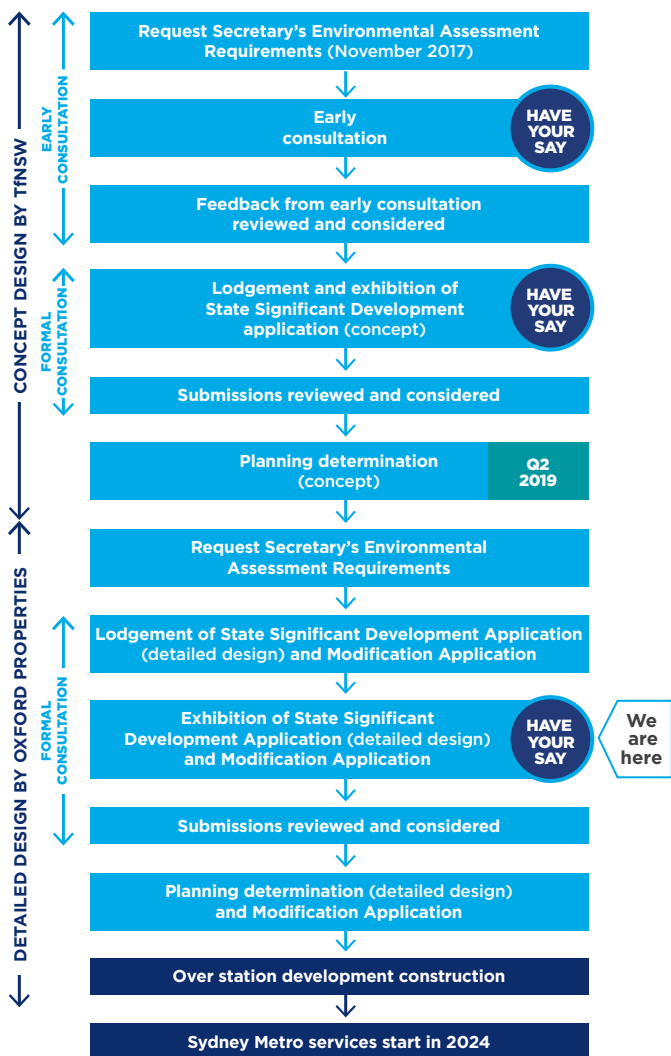 CONCEPT DESIGN BY TfNSW
EARLY
CONSULTATION
Request Secretary's Environmental Assessment
Requirements (November 2017)
Early
consultation
HAVE
YOUR
SAY
Feedback from early consultation
reviewed and considered
FORMAL
CONSULTATION
Lodgement and exhibition of
State Significant Development
application (concept)
HAVE
YOUR
SAY
Submissions reviewed and considered
Planning determination
(concept)
Q2
2019
DETAILED DESIGN BY OXFORD PROPERTIES
Request Secretary's Environmental
Assessment Requirements
FORMAL
CONSULTATION
Lodgement of State Significant Development Application
(detailed design) and Modification Application
Exhibition of State Significant
Development Application (detailed design)
and Modification Application
HAVE
YOUR
SAY
We
are
here
Submissions reviewed and considered
Planning determination (detailed design)
and Modification Application
Over station development construction
Sydney Metro services start in 2024